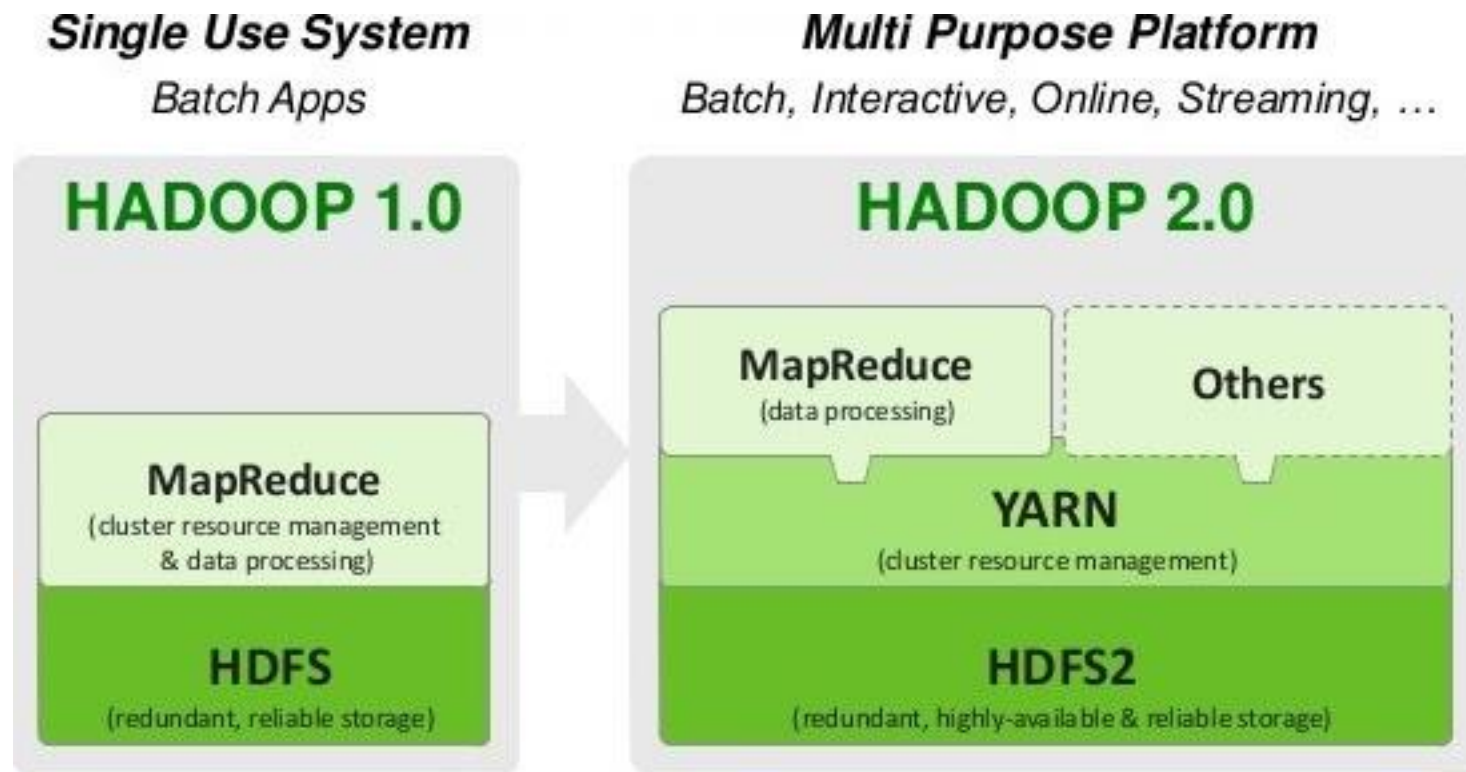 Single Use System
Batch Apps
HADOOP 1.0
MapReduce
(cluster resource management
& data processing)
HDFS
(redundant, reliable storage)
Multi Purpose Platform
Batch, Interactive, Online, Streaming, …
HADOOP 2.0
MapReduce
(data processing)
Others
YARN
(cluster resource management)
HDFS2
(redundant, highly-available & reliable storage)